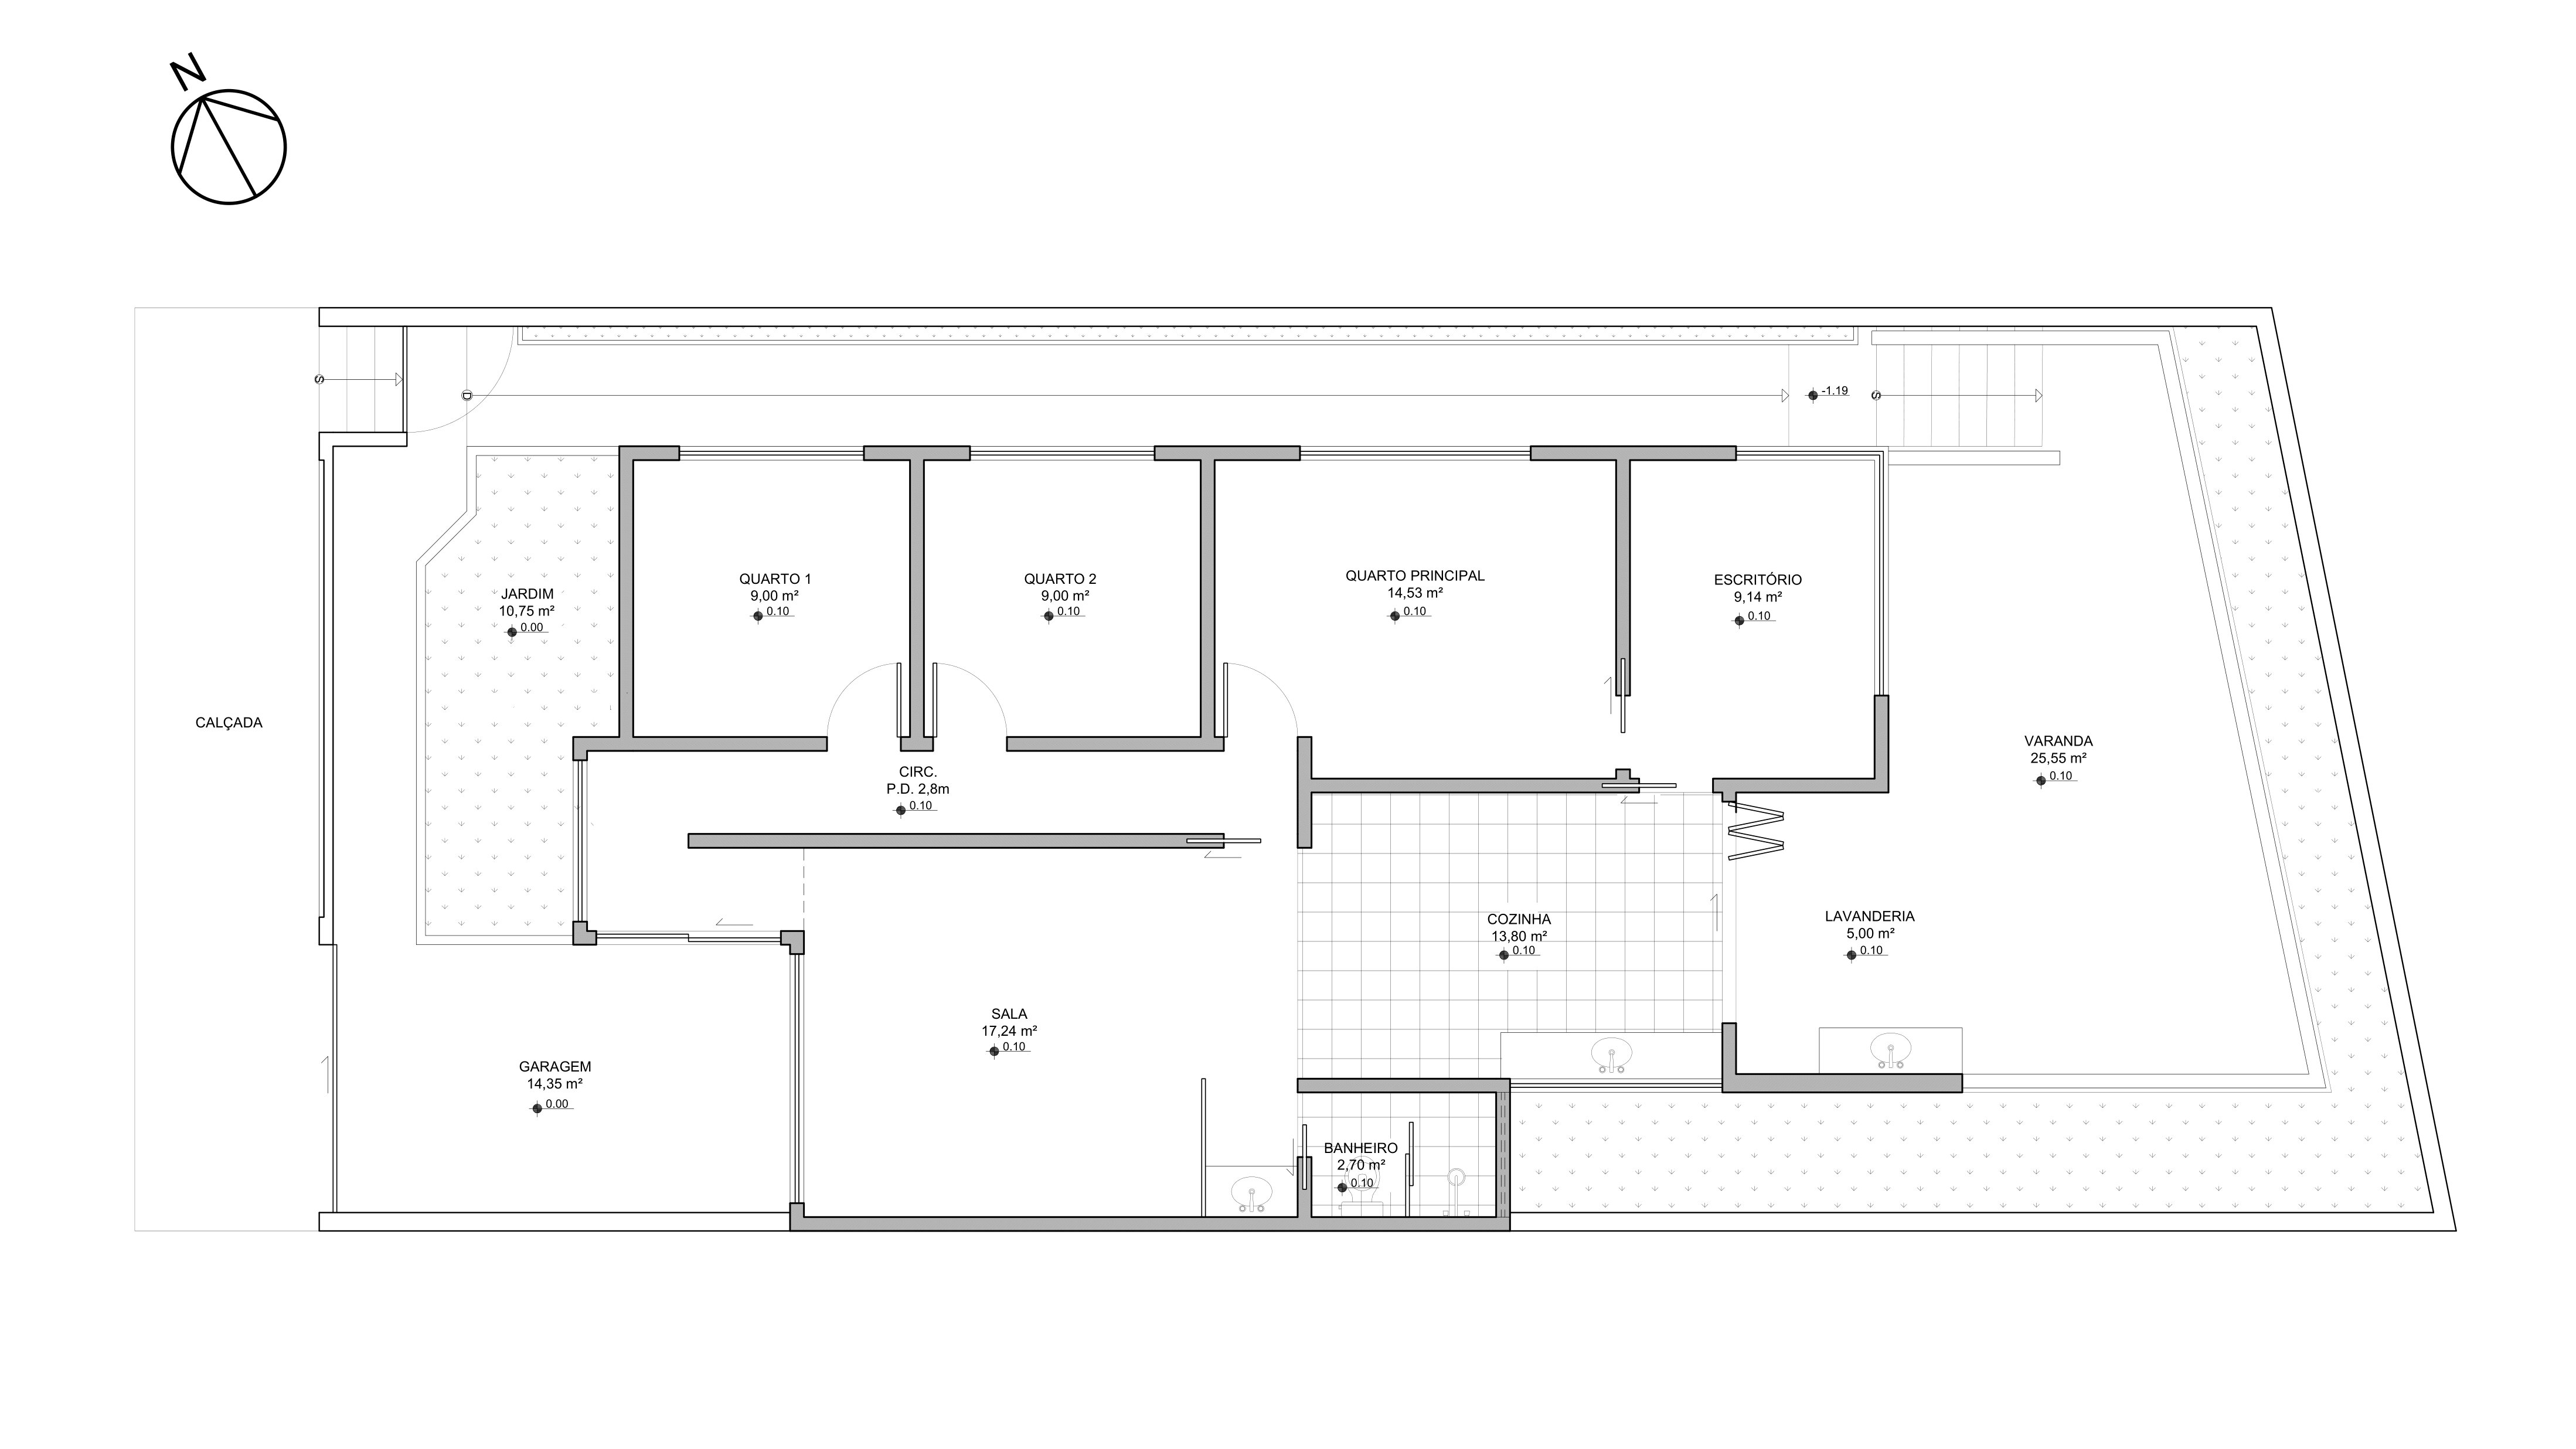 N
S
D
-1.19
S
JARDIM
10,75 m²
0.00
QUARTO 1
9,00 m²
0.10
QUARTO 2
9,00 m²
0.10
QUARTO PRINCIPAL
14,53 m²
0.10
ESCRITÓRIO
9,14 m²
0.10
CALÇADA
CIRC.
P.D. 2,8m
0.10
VARANDA
25,55 m²
0.10
COZINHA
13,80 m²
0.10
LAVANDERIA
5,00 m²
0.10
SALA
17,24 m²
0.10
GARAGEM
14,35 m²
0.00
BANHEIRO
2,70 m²
0.10